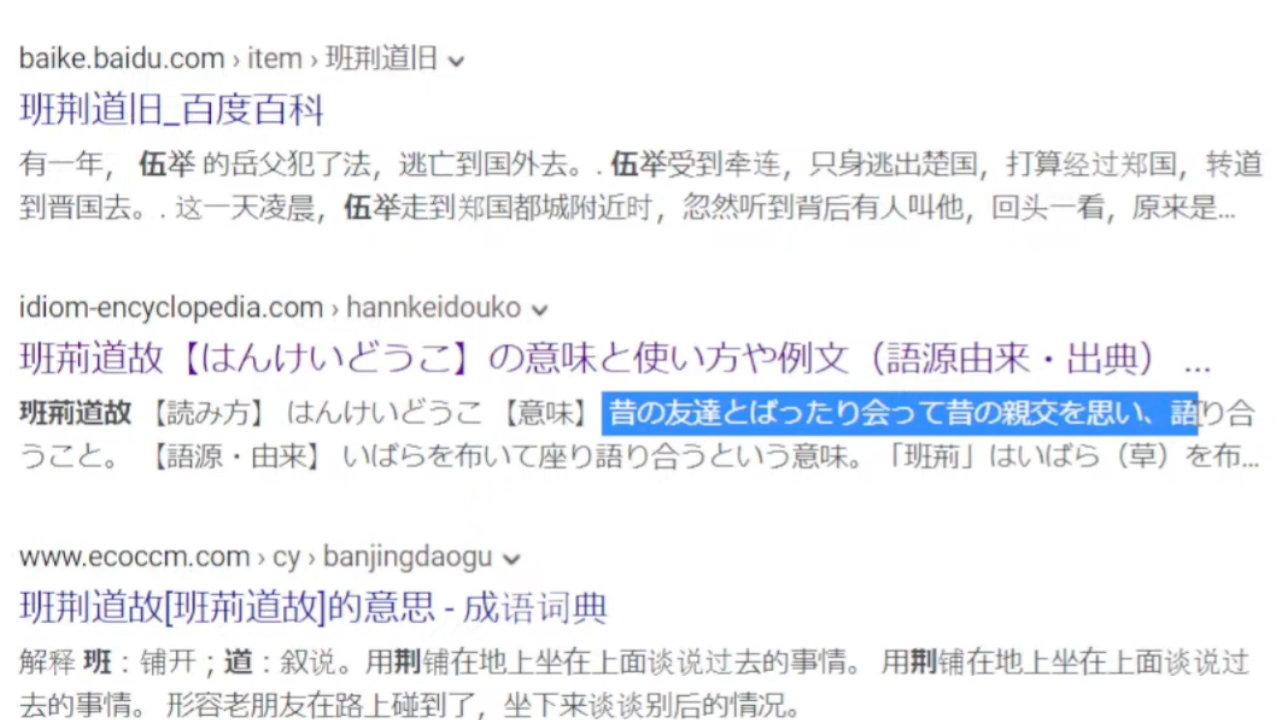 baike.baidu.com › item › 班荆道旧
班荆道旧_百度百科
有一年，伍举 的岳父犯了法，逃亡到国外去。. 伍举受到牵连，只身逃出楚国，打算经过郑国，转道
到晋国去。. 这一天凌晨，伍举走到郑国都城附近时，忽然听到背后有人叫他，回头一看，原来是...
idiom-encyclopedia.com › hannkeidouko
班荊道故【はんけいどうこ】の意味と使い方や例文（語源由来・出典） ...
班荊道故 【読み方】 はんけいどうこ 【意味】 昔の友達とばったり会って昔の親交を思い、語り合
うこと。 【語源・由来】 いばらを布いて座り語り合うという意味。「班荊」はいばら（草）を布...
www.ecoccm.com › cy › banjingdaogu
班荆道故[班荊道故]的意思 - 成语词典
解释 班：铺开；道：叙说。用荆铺在地上坐在上面谈说过去的事情。 用荆铺在地上坐在上面谈说过
去的事情。 形容老朋友在路上碰到了，坐下来谈谈别后的情况。